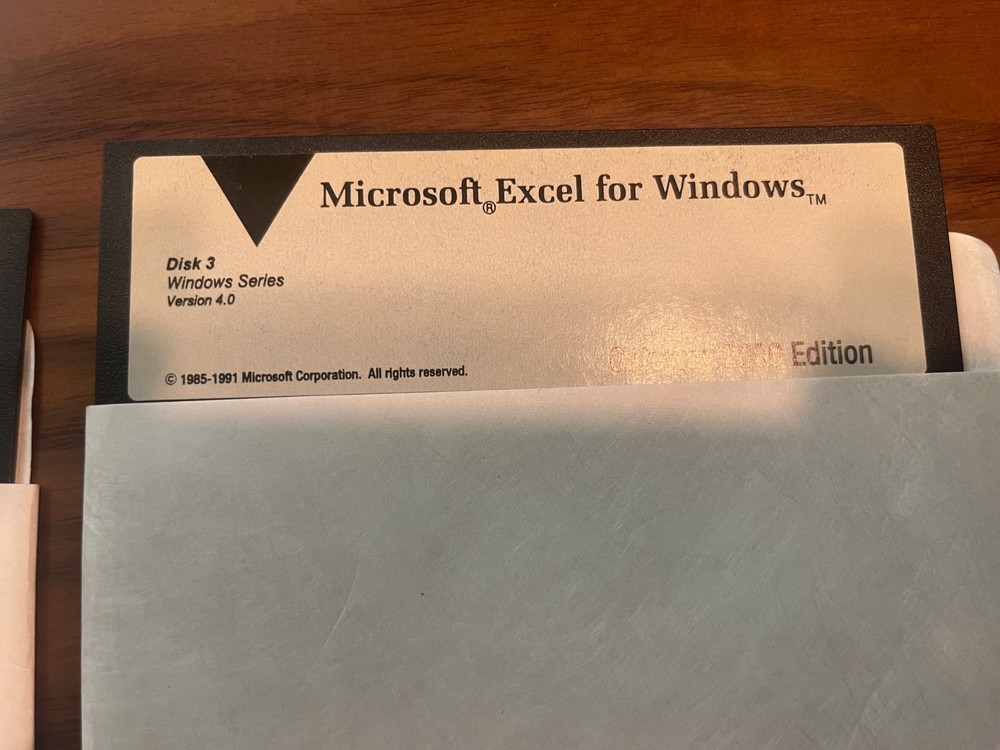 Microsoft® Excel for Windows™
Disk 3
Windows Series
Version 4.0
Edition
© 1985-1991 Microsoft Corporation. All rights reserved.